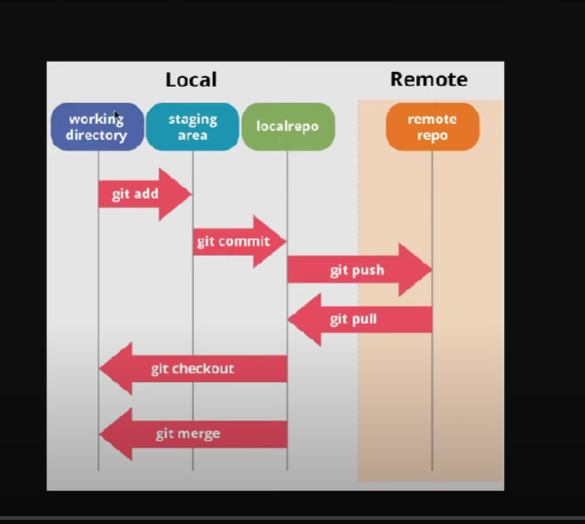 Local
Remote
working
directory
staging
area
localrepo
remote
repo
git add
git commit
git push
git pull
git checkout
git merge